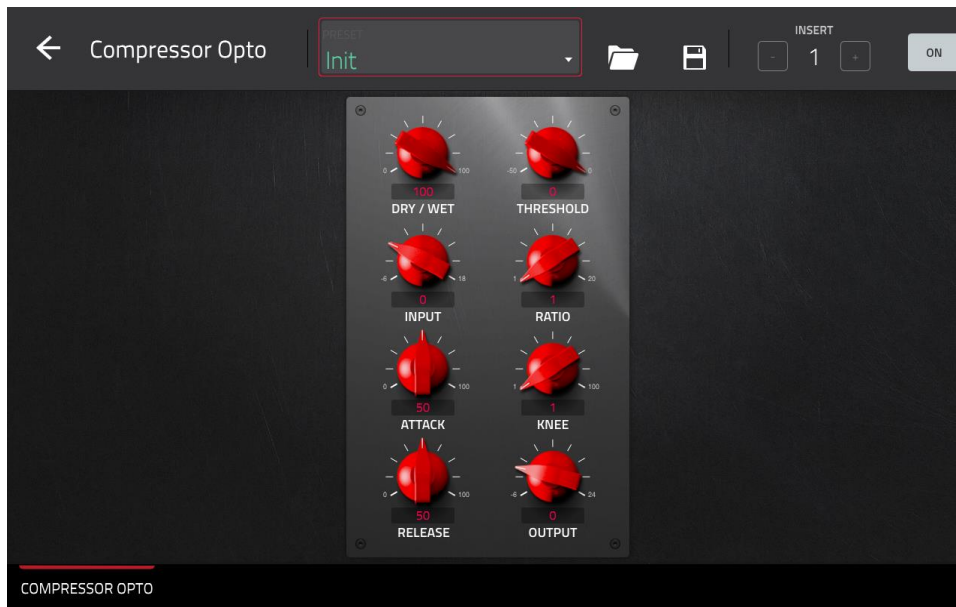 Compressor Opto
PRESET
Init
INSERT
- 1 +
ON
0 100
100
DRY / WET
-50 0
0
THRESHOLD
-6 18
0
INPUT
1 20
1
RATIO
0 100
50
ATTACK
1 100
1
KNEE
0 100
50
RELEASE
-6 24
0
OUTPUT
COMPRESSOR OPTO